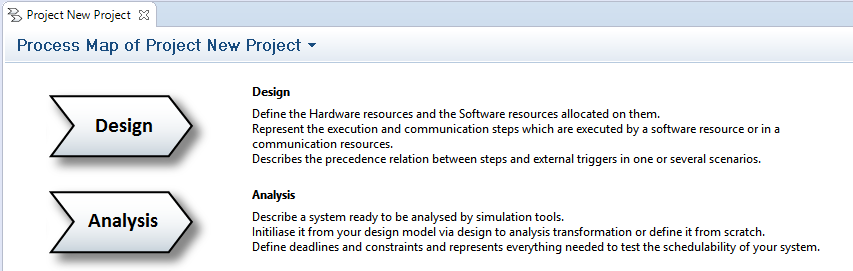 Project New Project
Process Map of Project New Project
Design
Design
Define the Hardware resources and the Software resources allocated on them.
Represent the execution and communication steps which are executed by a software resource or in a
communication resources.
Describes the precedence relation between steps and external triggers in one or several scenarios.
Analysis
Analysis
Describe a system ready to be analysed by simulation tools.
Initiliase it from your design model via design to analysis transformation or define it from scratch.
Define deadlines and constraints and represents everything needed to test the schedulability of your system.